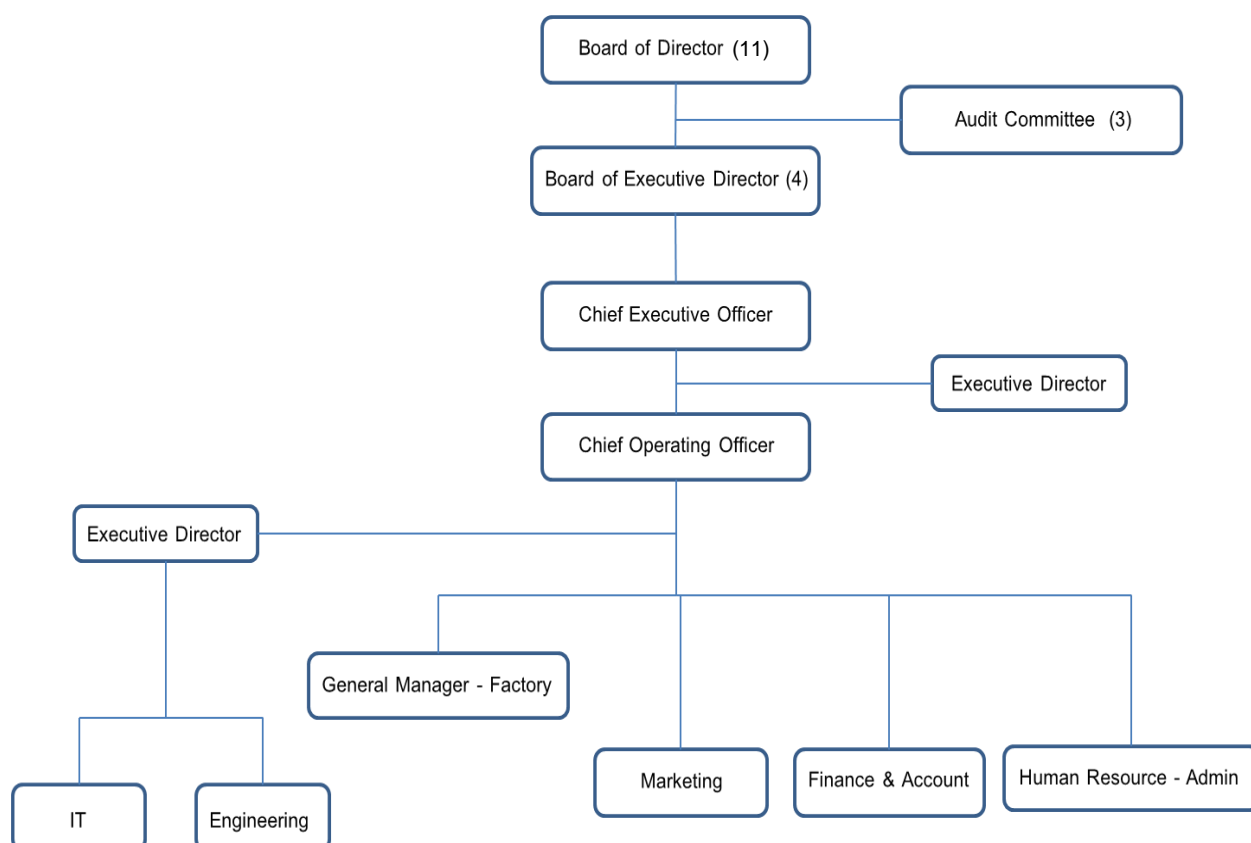 Board of Director (11)
Audit Committee (3)
Board of Executive Director (4)
Chief Executive Officer
Executive Director
Chief Operating Officer
Executive Director
General Manager - Factory
Marketing
Finance & Account
Human Resource - Admin
IT
Engineering